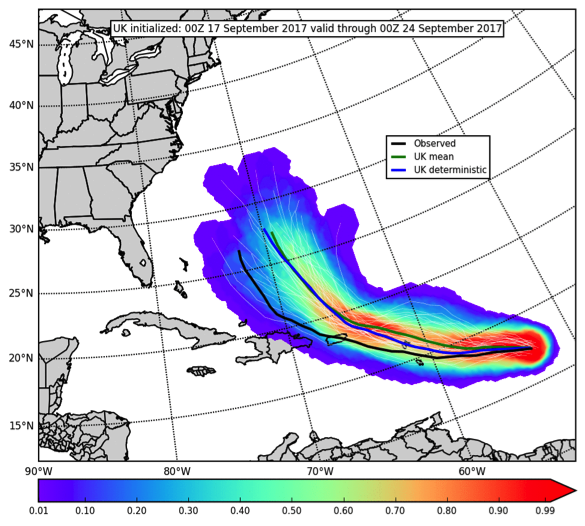 UK initialized: 00Z 17 September 2017 valid through 00Z 24 September 2017
45°N
40°N
35°N
30°N
25°N
20°N
15°N
Observed
UK mean
UK deterministic
90°W 80°W 70°W 60°W
0.01 0.10 0.20 0.30 0.40 0.50 0.60 0.70 0.80 0.90 0.99